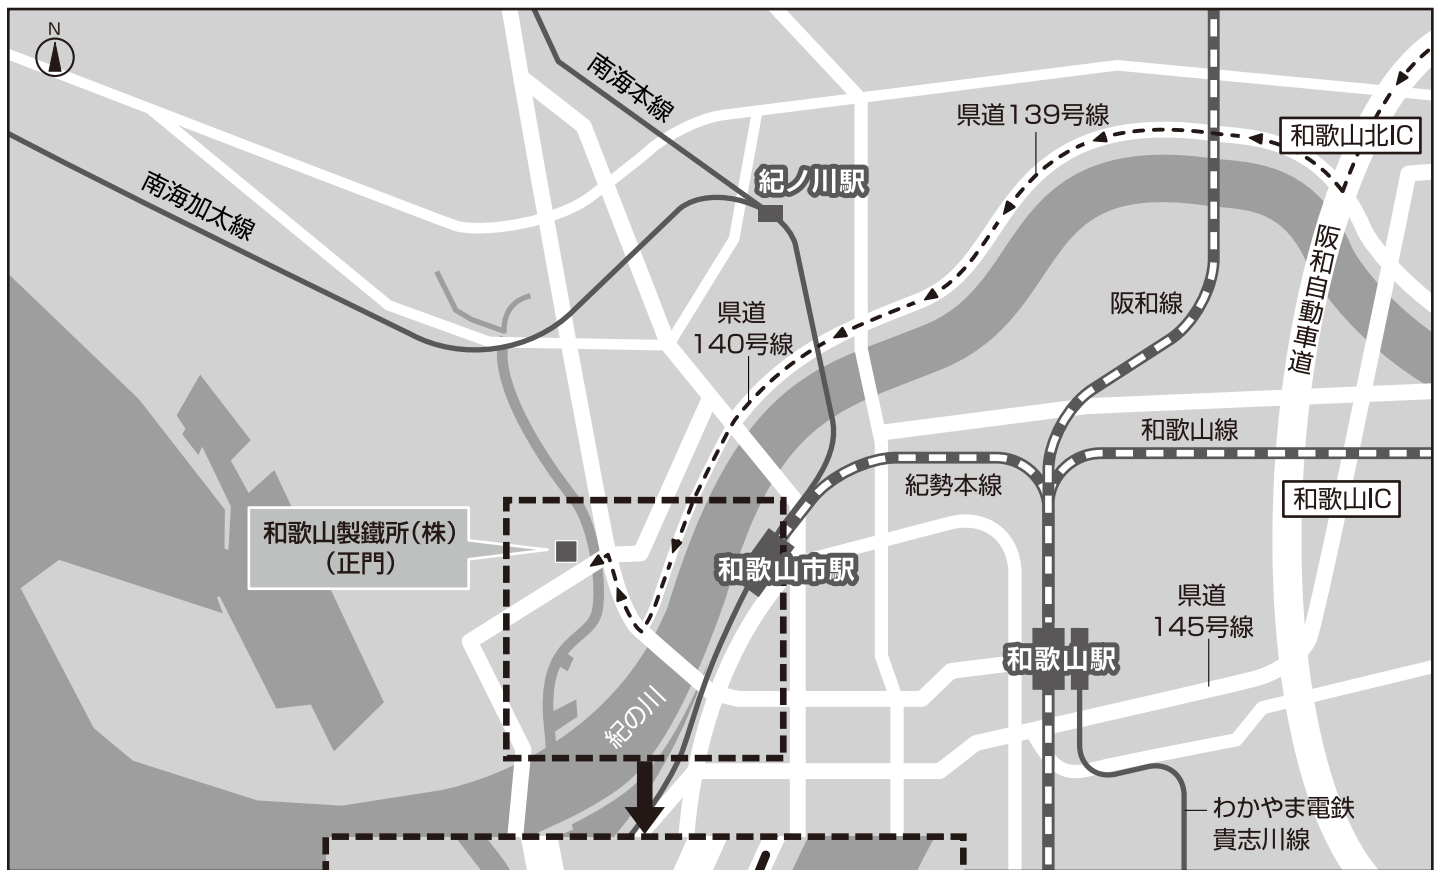 N
南海本線
県道139号線
和歌山北IC
紀ノ川駅
南海加太線
阪和自動車道
県道
140号線
阪和線
和歌山線
紀勢本線
和歌山IC
和歌山製鐵所(株)
(正門)
和歌山市駅
県道
145号線
和歌山駅
紀の川
わかやま電鉄
貴志川線